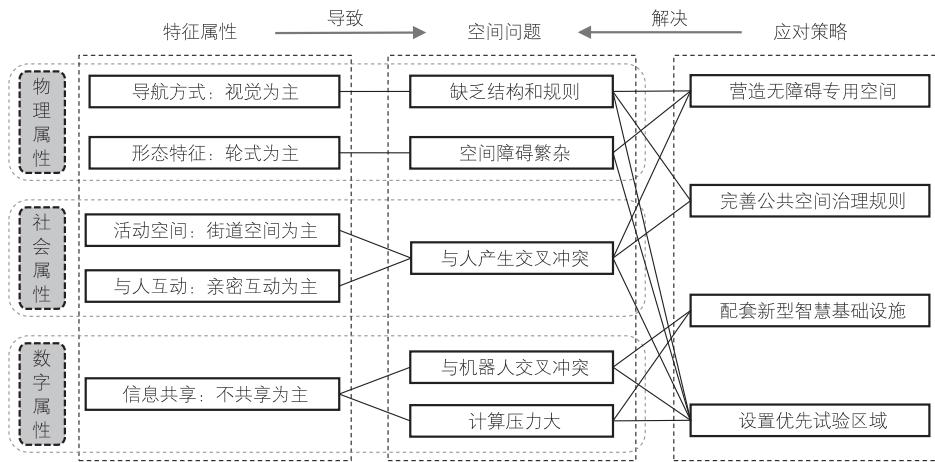 导致
解决
特征属性
空间问题
应对策略
物理属性
导航方式：视觉为主
缺乏结构和规则
营造无障碍专用空间
形态特征：轮式为主
空间障碍繁杂
完善公共空间治理规则
社会属性
活动空间：街道空间为主
与人产生交叉冲突
与人互动：亲密互动为主
配套新型智慧基础设施
数字属性
与机器人交叉冲突
信息共享：不共享为主
计算压力大
设置优先试验区域